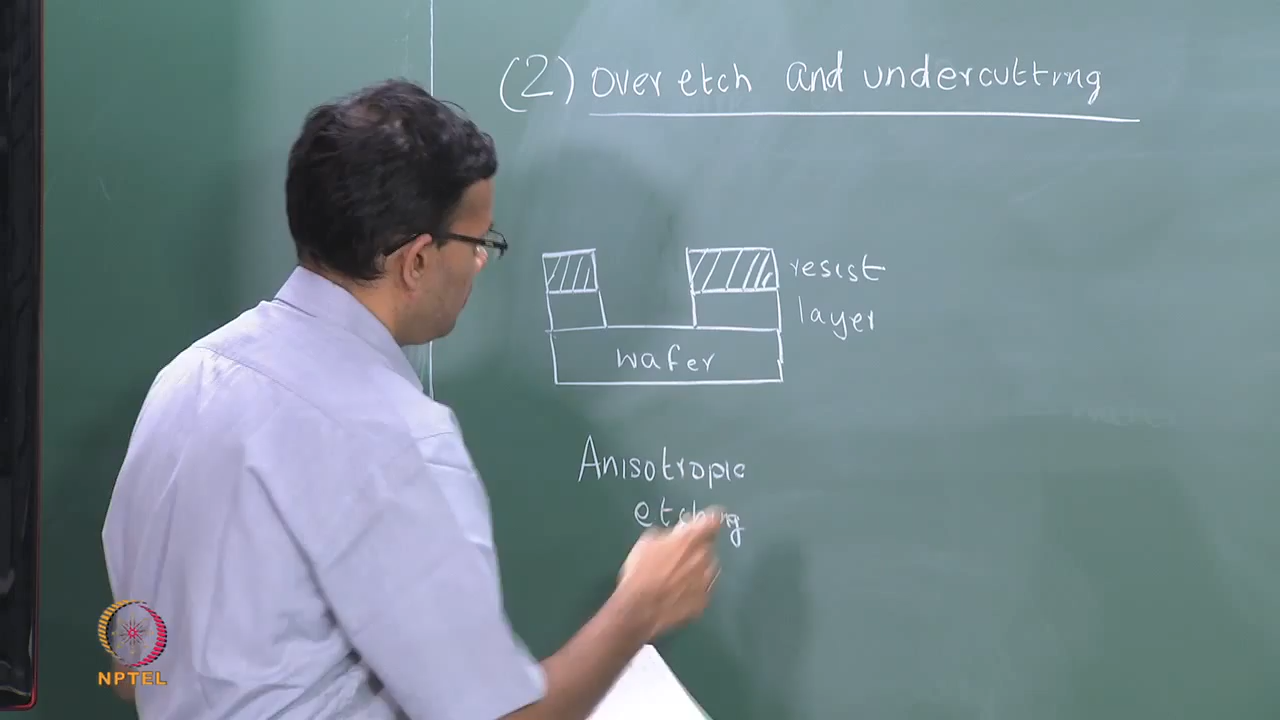 (2) Over etch and undercutting
resist
layer
wafer
Anisotropic
etching
NPTEL